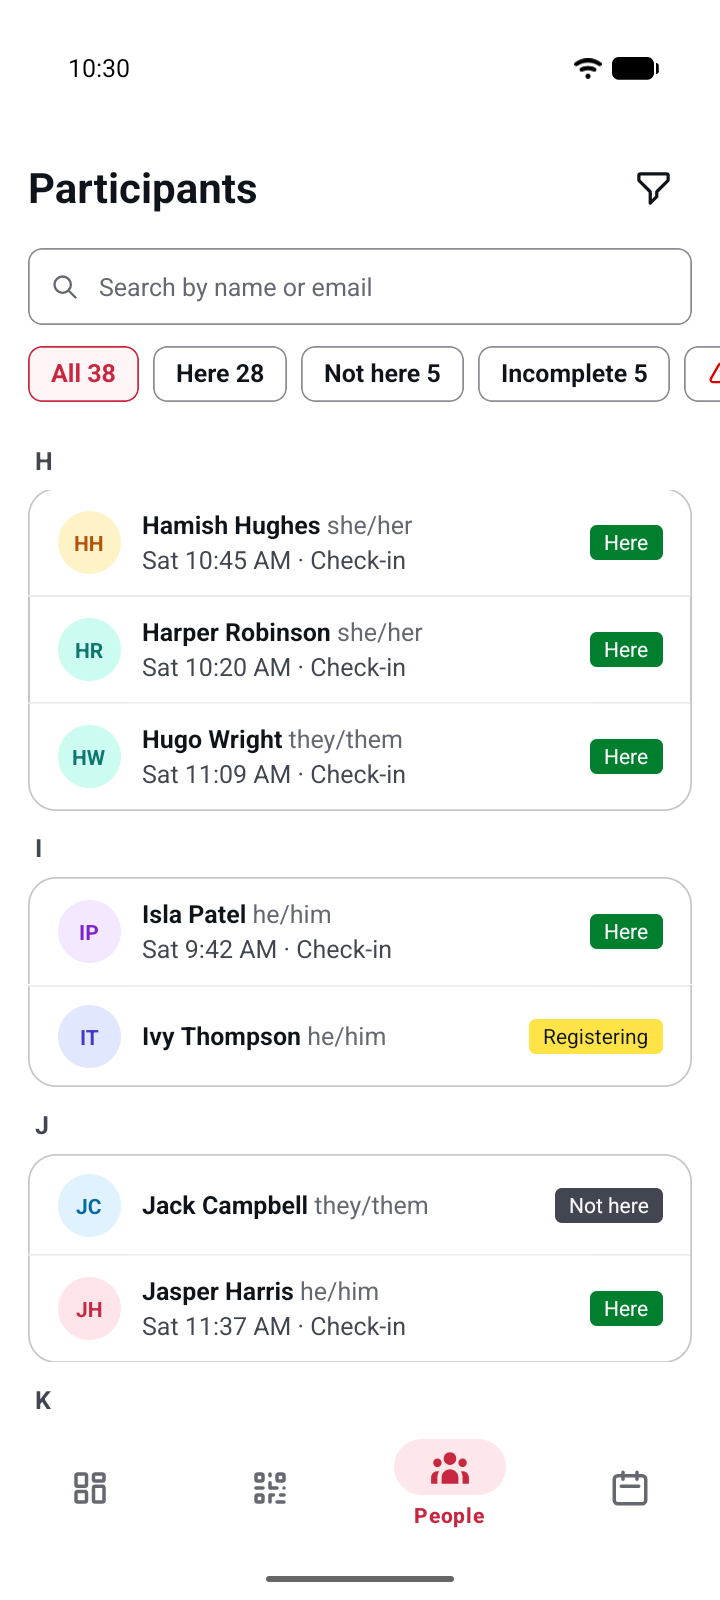 10:30
Participants
Search by name or email
All 38
Here 28
Not here 5
Incomplete 5
H
HH
Hamish Hughes she/her
Sat 10:45 AM · Check-in
Here
HR
Harper Robinson she/her
Sat 10:20 AM · Check-in
Here
HW
Hugo Wright they/them
Sat 11:09 AM · Check-in
Here
I
IP
Isla Patel he/him
Sat 9:42 AM · Check-in
Here
IT
Ivy Thompson he/him
Registering
J
JC
Jack Campbell they/them
Not here
JH
Jasper Harris he/him
Sat 11:37 AM · Check-in
Here
K
People